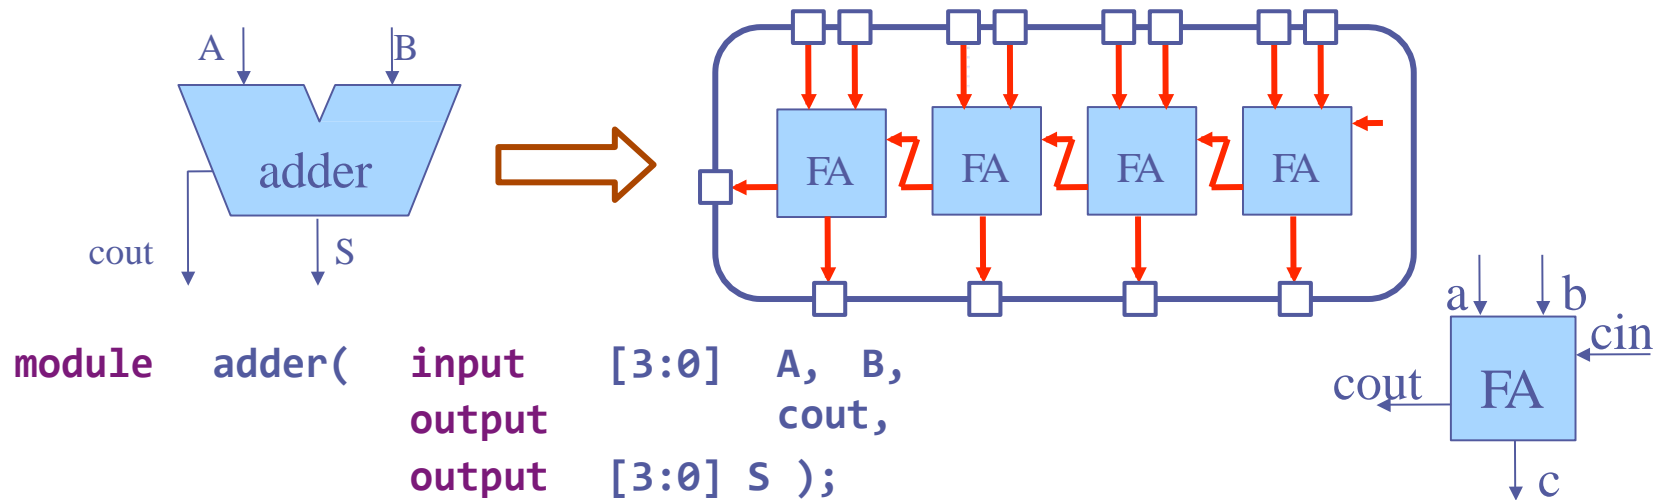 A
B
adder
cout
S
FA
FA
FA
FA
module adder( input [3:0] A, B,
output cout,
output [3:0] S );
a
b
cin
cout
FA
c